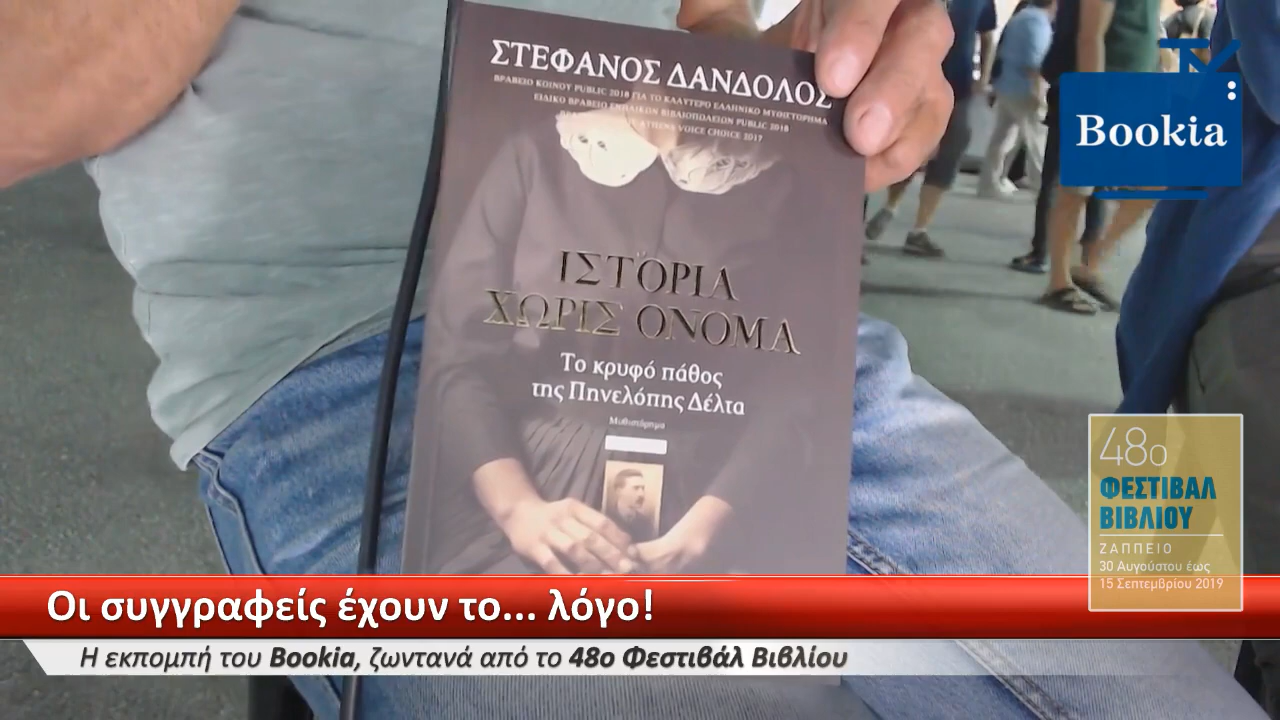 ΣΤΕΦΑΝΟΣ ΔΑΝΔΟΛΟΣ
ΒΡΑΒΕΙΟ ΚΟΙΝΟΥ PUBLIC 2018 ΓΙΑ ΤΟ ΚΑΛΥΤΕΡΟ ΕΛΛΗΝΙΚΟ ΜΥΘΙΣΤΟΡΗΜΑ
ΕΙΔΙΚΟ ΒΡΑΒΕΙΟ ΕΝΗΛΙΚΩΝ ΒΙΒΛΙΟΠΩΛΕΙΩΝ PUBLIC 2018
ATHENS VOICE CHOICE 2017
ΙΣΤΟΡΙΑ
ΧΩΡΙΣ ΟΝΟΜΑ
Το κρυφό πάθος
της Πηνελόπης Δέλτα
Μυθιστόρημα
TV
Bookia
48ο
ΦΕΣΤΙΒΑΛ
ΒΙΒΛΙΟΥ
ΖΑΠΠΕΙΟ
30 Αυγούστου έως
15 Σεπτεμβρίου 2019
Οι συγγραφείς έχουν το... λόγο!
Η εκπομπή του Bookia, ζωντανά από το 48ο Φεστιβάλ Βιβλίου